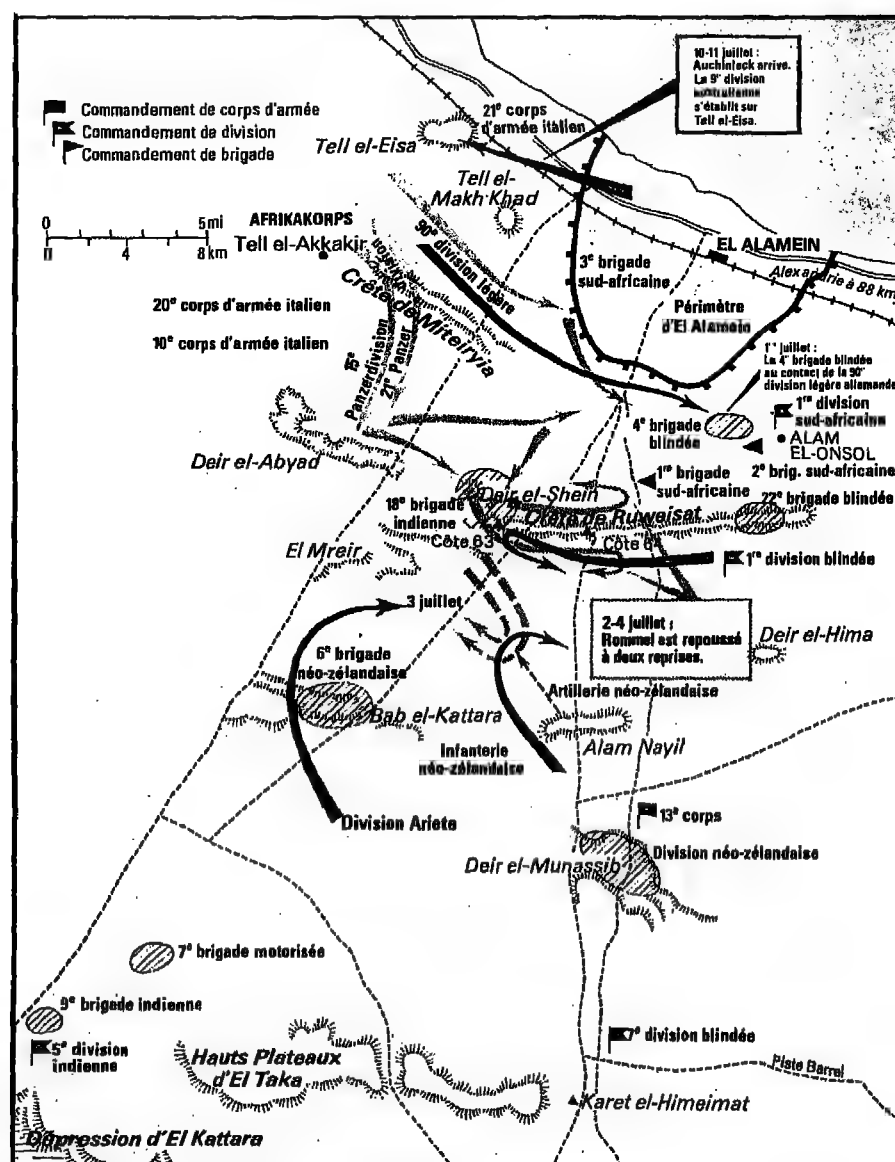 10-11 juillet :
Auchinleck arrive.
La 9e division
australienne
s'établit sur
Tell el-Eisa.
Commandement de corps d'armée
Commandement de division
Commandement de brigade
21e corps
d'armée italien
Tell el-Eisa
Tell el-
Makh Khad
0 5mi
0 4 8 km
AFRIKAKORPS
Tell el-Akkakir
90e division légère
3e brigade
sud-africaine
EL ALAMEIN
Alexandrie à 88 km
Crête de Miteiryia
Périmètre
d'El Alamein
20e corps d'armée italien
10e corps d'armée italien
15e
Panzerdivision
21e Panzer
division
1er juillet :
La 4e brigade blindée
au contact de la 90e
division légère allemande
4e brigade
blindée
1re division
sud-africaine
ALAM
EL-ONSOL
Deir el-Abyad
1re brigade
sud-africaine
2e brig. sud-africaine
22e brigade blindée
18e brigade
indienne
Deir el-Shein
Crête de Ruweisat
Côte 63
Côte 64
El Mreir
1re division blindée
3 juillet
2-4 juillet :
Rommel est repoussé
à deux reprises.
Deir el-Hima
6e brigade
néo-zélandaise
Bab el-Kattara
Artillerie néo-zélandaise
Infanterie
néo-zélandaise
Alam Nayil
Division Ariete
13e corps
Division néo-zélandaise
Deir el-Munassib
7e brigade motorisée
9e brigade indienne
5e division
indienne
Hauts Plateaux
d'El Taka
7e division blindée
Piste Barrel
Karet el-Himeimat
Dépression d'El Kattara